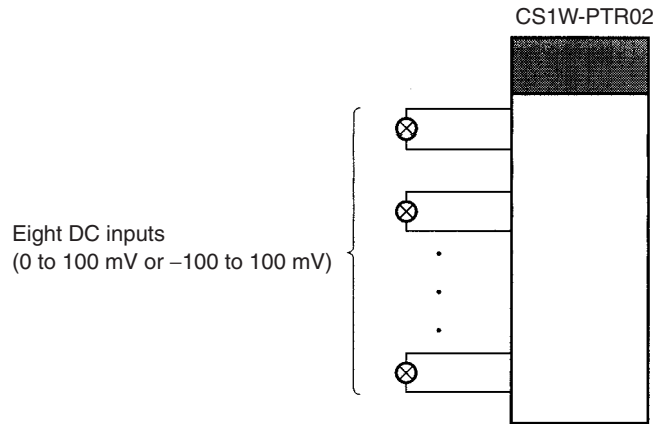 CS1W-PTR02
Eight DC inputs
(0 to 100 mV or −100 to 100 mV)